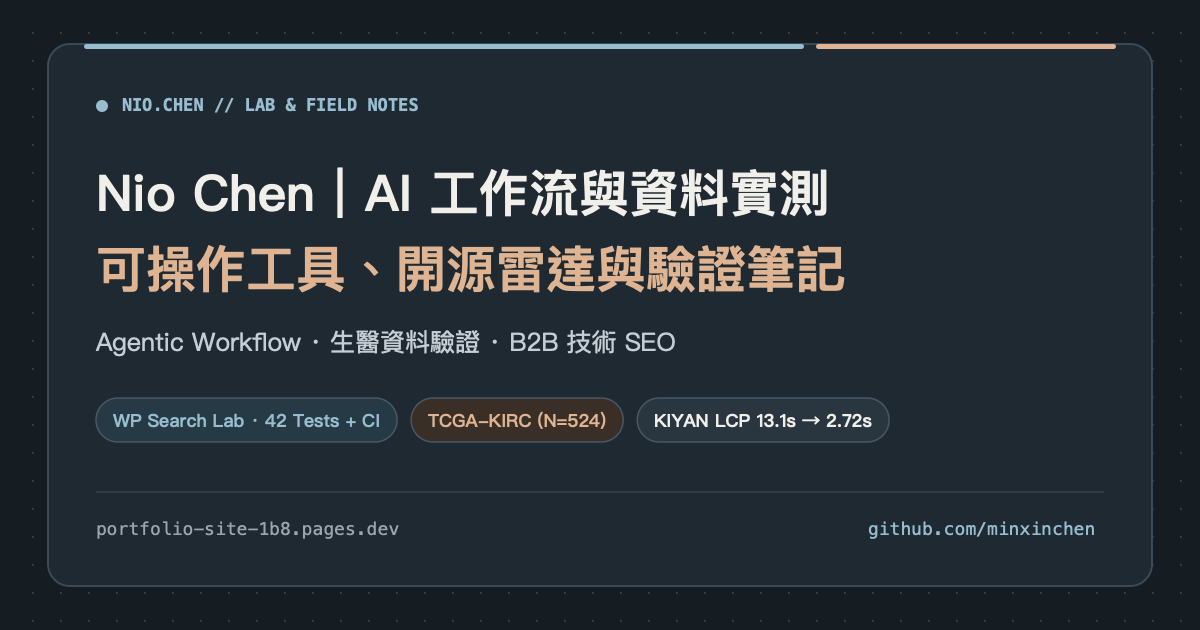 NIO.CHEN // LAB & FIELD NOTES
Nio Chen | AI 工作流與資料實測
可操作工具、開源雷達與驗證筆記
Agentic Workflow · 生醫資料驗證 · B2B 技術 SEO
WP Search Lab · 42 Tests + CI
TCGA-KIRC (N=524)
KIYAN LCP 13.1s → 2.72s
portfolio-site-1b8.pages.dev
github.com/minxinchen